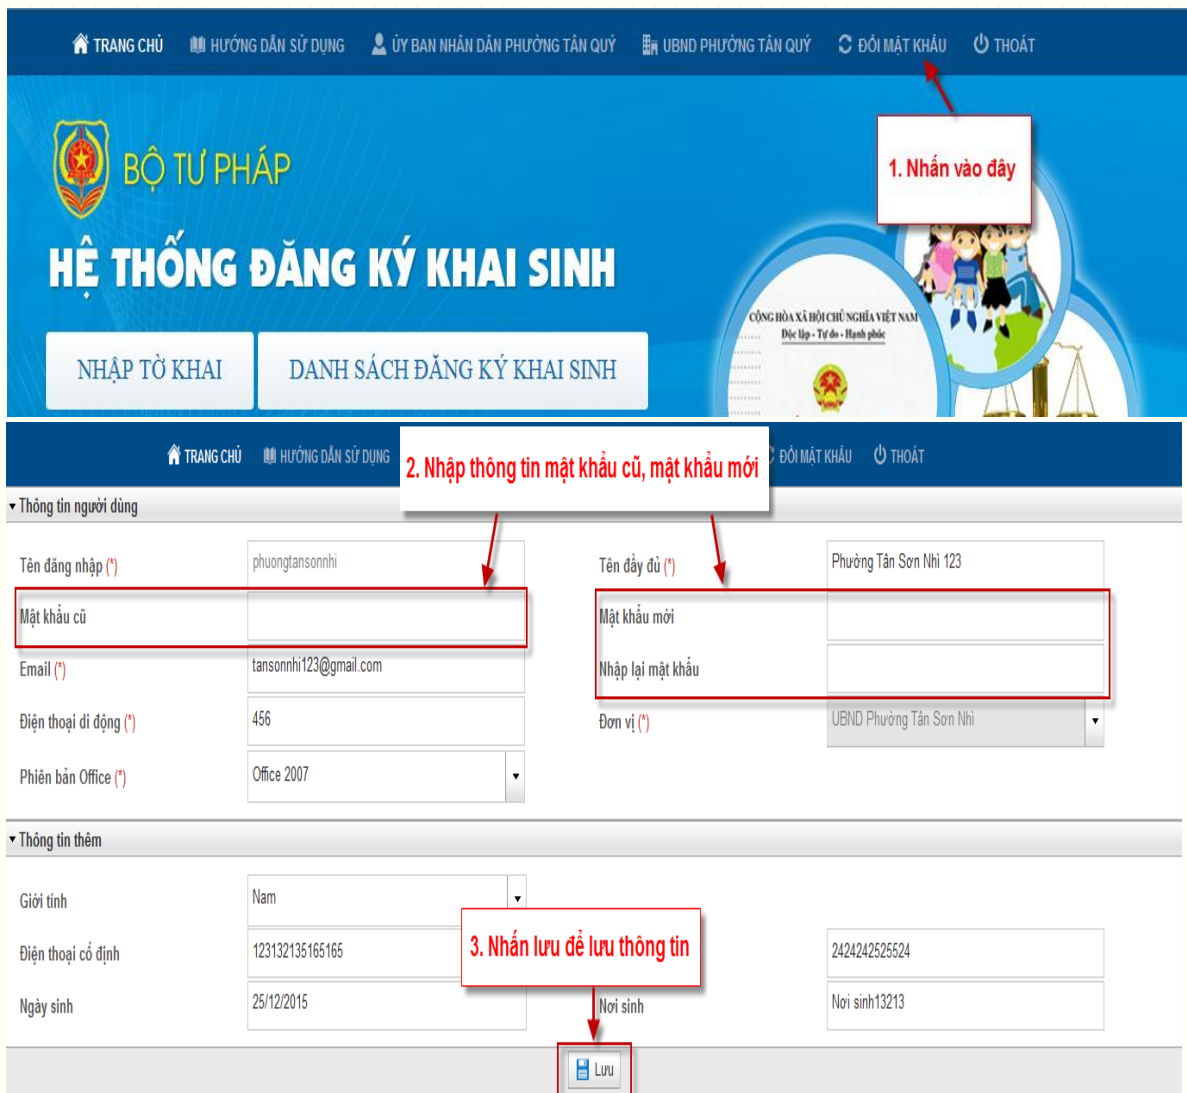 TRANG CHỦ HƯỚNG DẪN SỬ DỤNG ỦY BAN NHÂN DÂN PHƯỜNG TÂN QUÝ UBND PHƯỜNG TÂN QUÝ ĐỔI MẬT KHẨU THOÁT
1. Nhấn vào đây
BỘ TƯ PHÁP
HỆ THỐNG ĐĂNG KÝ KHAI SINH
CỘNG HÒA XÃ HỘI CHỦ NGHĨA VIỆT NAM
Độc lập - Tự do - Hạnh phúc
NHẬP TỜ KHAI DANH SÁCH ĐĂNG KÝ KHAI SINH
TRANG CHỦ HƯỚNG DẪN SỬ DỤNG ĐỔI MẬT KHẨU THOÁT
2. Nhập thông tin mật khẩu cũ, mật khẩu mới
Thông tin người dùng
Tên đăng nhập (*) phuongtansonnhi Tên đầy đủ (*) Phường Tân Sơn Nhì 123
Mật khẩu cũ Mật khẩu mới
Email (*) tansonnhi123@gmail.com Nhập lại mật khẩu
Điện thoại di động (*) 456 Đơn vị (*) UBND Phường Tân Sơn Nhì
Phiên bản Office (*) Office 2007
Thông tin thêm
Giới tính Nam
3. Nhấn lưu để lưu thông tin
Điện thoại cố định 123132135165165 2424242525524
Ngày sinh 25/12/2015 Nơi sinh Nơi sinh13213
Lưu